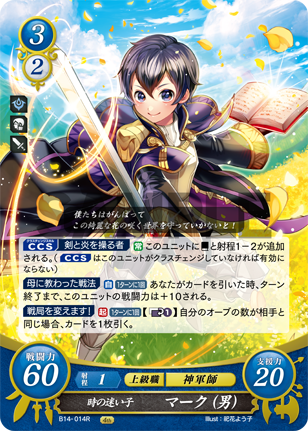 3
2
僕たちはがんばって
この綺麗な花の咲く世界を守っていかないと！
CCS 剣と炎を操る者 常 このユニットに■と射程1－2が追加
される。（CCSはこのユニットがクラスチェンジしていなければ有効に
ならない）
母に教わった戦法 自 1ターンに1回 あなたがカードを引いた時、ターン
終了まで、このユニットの戦闘力は＋10される。
戦局を変えます！ 起 1ターンに1回 自分のオーブの数が相手と
同じ場合、カードを1枚引く。
戦闘力
60
射程 1
上級職
神軍師
支援力
20
時の迷い子
マーク（男）
B14-014R
Illust：紀花よう子